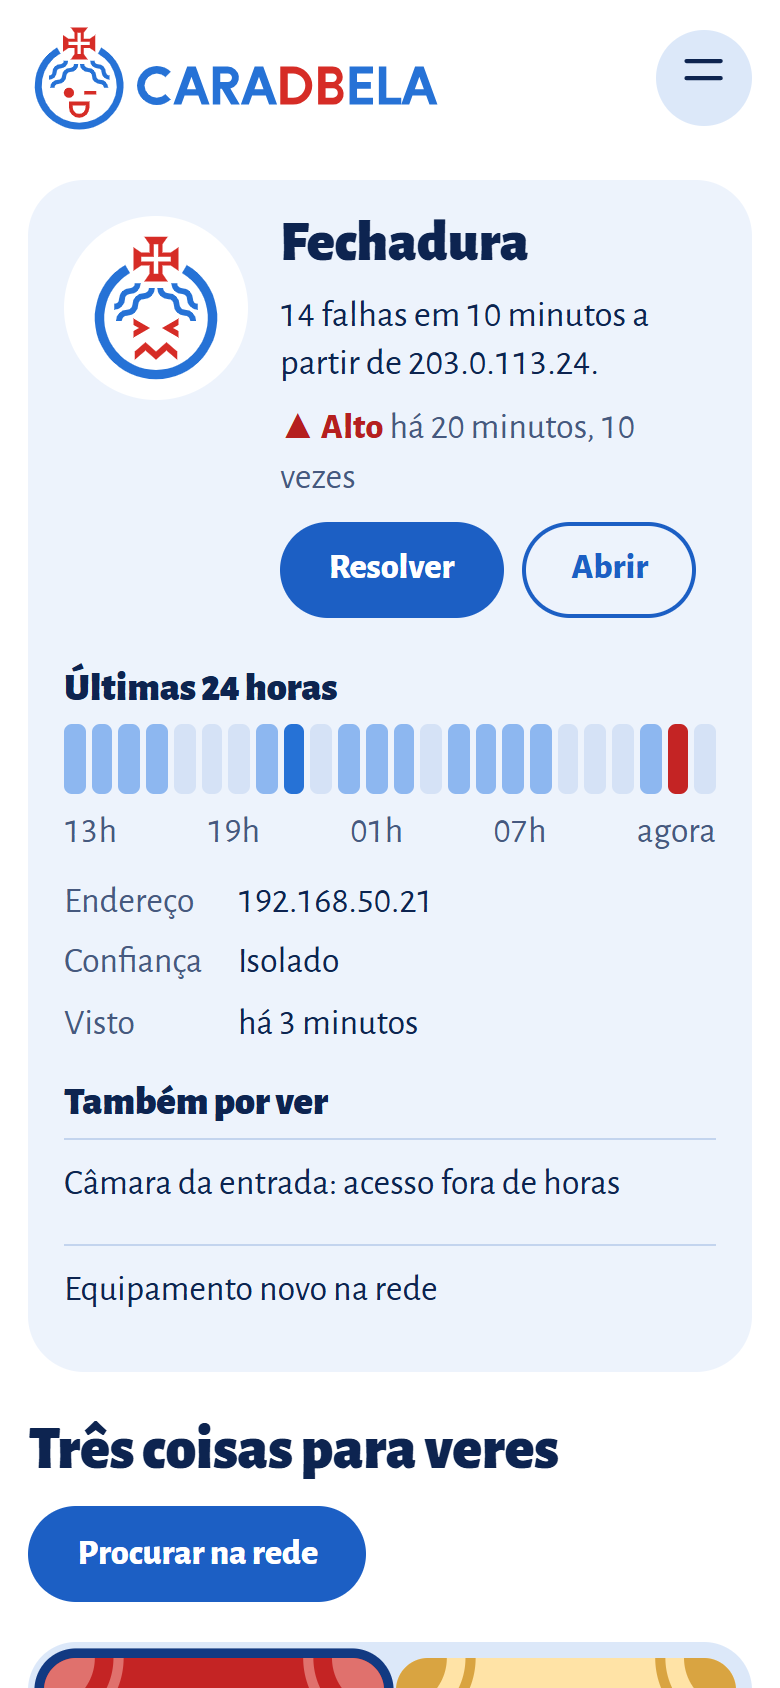 CARADBELA
Fechadura
14 falhas em 10 minutos a
partir de 203.0.113.24.
▲ Alto há 20 minutos, 10
vezes
Resolver
Abrir
Últimas 24 horas
13h 19h 01h 07h agora
Endereço 192.168.50.21
Confiança Isolado
Visto há 3 minutos
Também por ver
Câmara da entrada: acesso fora de horas
Equipamento novo na rede
Três coisas para veres
Procurar na rede